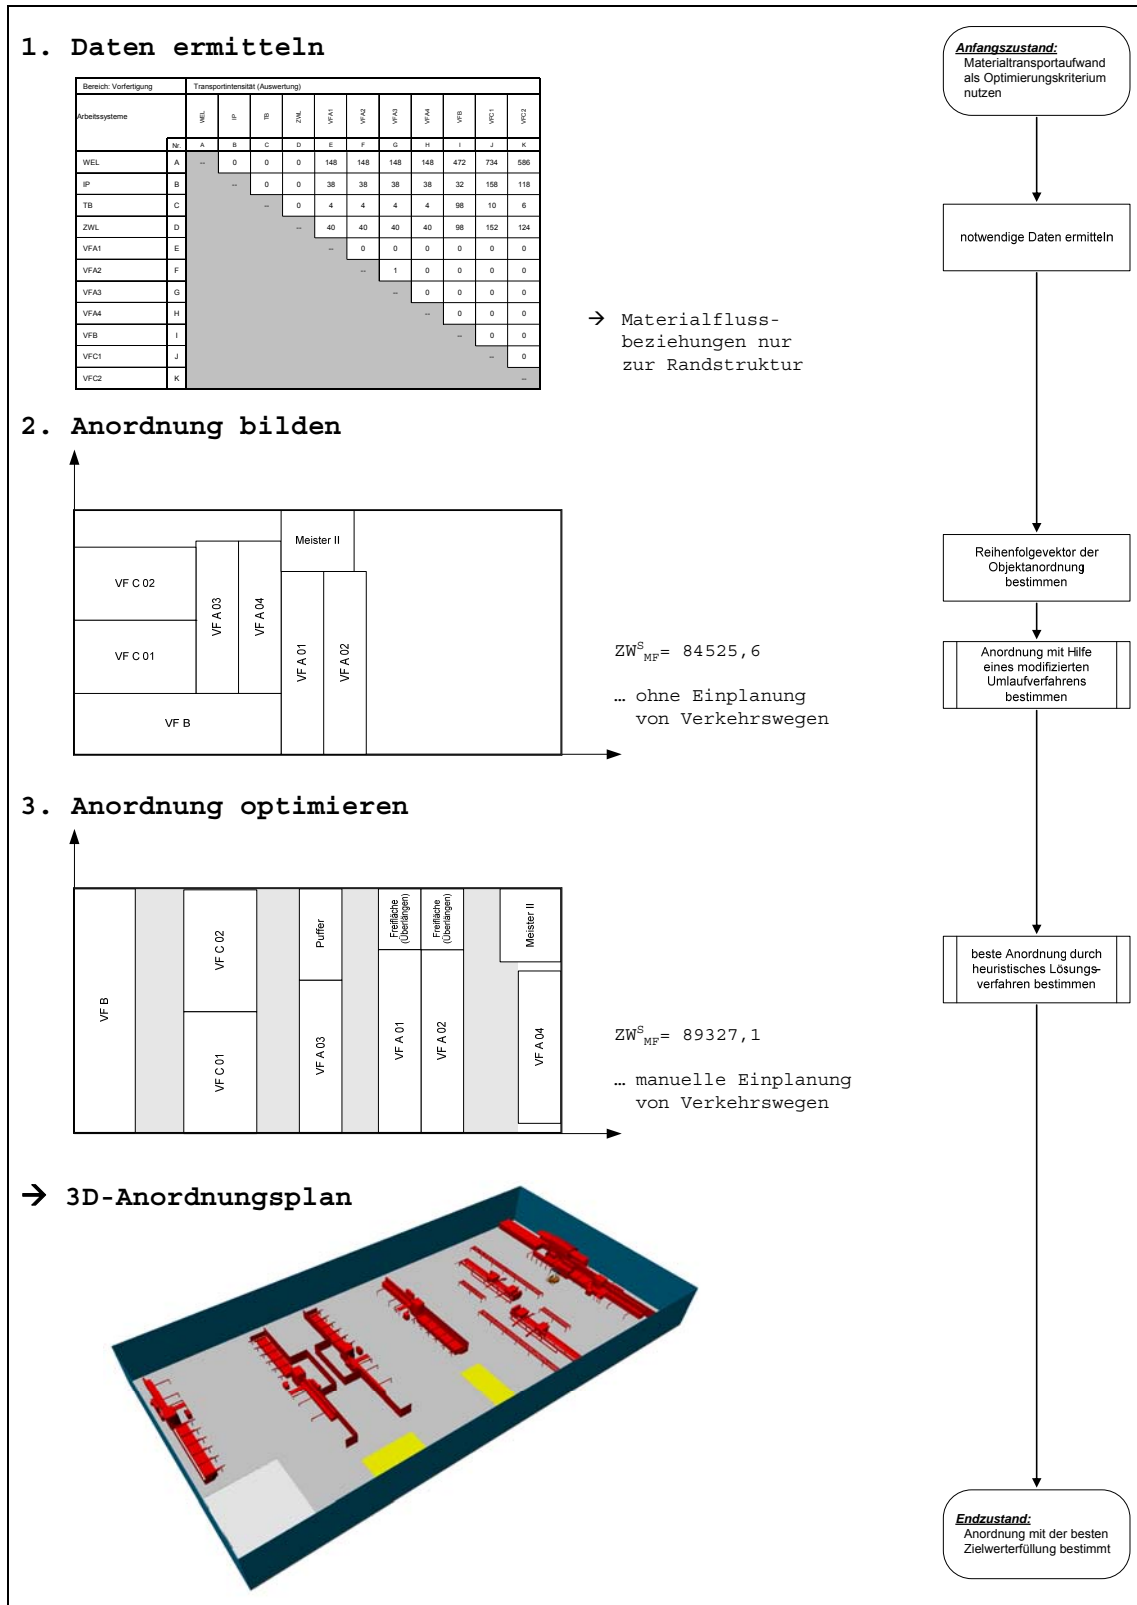 1. Daten ermitteln
Bereich: Vorfertigung Transportintensität (Auswertung)
Arbeitssysteme WEL IP TB ZWL VFA1 VFA2 VFA3 VFA4 VFB VFC1 VFC2
Nr. A B C D E F G H I J K
WEL A -- 0 0 0 148 148 148 148 472 734 586
IP B -- 0 0 38 38 38 38 32 158 118
TB C -- 0 4 4 4 4 98 10 6
ZWL D -- 40 40 40 40 98 152 124
VFA1 E -- 0 0 0 0 0 0
VFA2 F -- 1 0 0 0 0
VFA3 G -- 0 0 0 0
VFA4 H -- 0 0 0
VFB I -- 0 0
VFC1 J -- 0
VFC2 K --
→ Materialfluss-
beziehungen nur
zur Randstruktur
2. Anordnung bilden
Meister II
VF C 02
VF A 03
VF A 04
VF C 01
VF A 01
VF A 02
VF B
ZWS MF= 84525,6
… ohne Einplanung
von Verkehrswegen
3. Anordnung optimieren
VF B
VF C 02
VF C 01
Puffer
VF A 03
Freifläche
(Überlängen)
VF A 01
Freifläche
(Überlängen)
VF A 02
Meister II
VF A 04
ZWS MF= 89327,1
… manuelle Einplanung
von Verkehrswegen
→ 3D-Anordnungsplan
Anfangszustand:
Materialtransportaufwand
als Optimierungskriterium
nutzen
notwendige Daten ermitteln
Reihenfolgevektor der
Objektanordnung
bestimmen
Anordnung mit Hilfe
eines modifizierten
Umlaufverfahrens
bestimmen
beste Anordnung durch
heuristisches Lösungs-
verfahren bestimmen
Endzustand:
Anordnung mit der besten
Zielwerterfüllung bestimmt